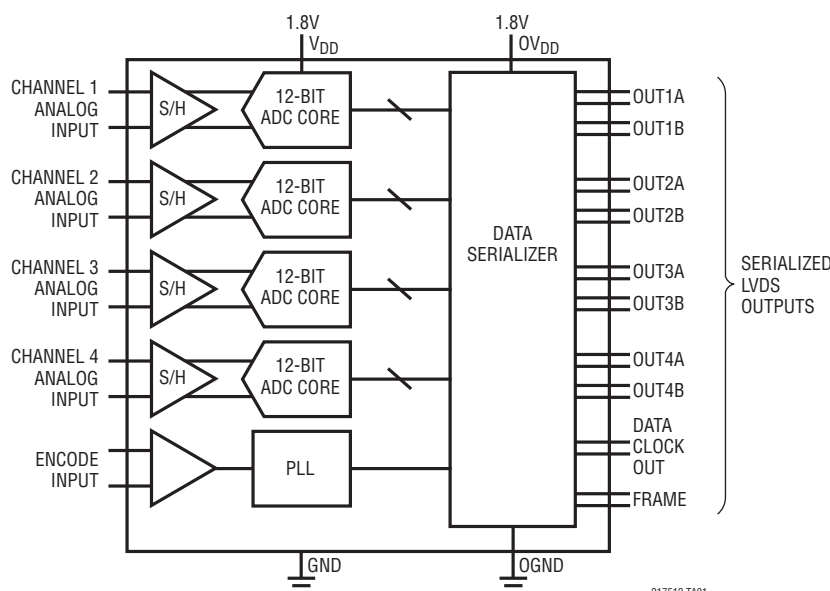 1.8V
VDD
1.8V
OVDD
CHANNEL 1
ANALOG
INPUT
S/H
12-BIT
ADC CORE
OUT1A
OUT1B
CHANNEL 2
ANALOG
INPUT
S/H
12-BIT
ADC CORE
OUT2A
OUT2B
DATA
SERIALIZER
CHANNEL 3
ANALOG
INPUT
S/H
12-BIT
ADC CORE
OUT3A
OUT3B
SERIALIZED
LVDS
OUTPUTS
CHANNEL 4
ANALOG
INPUT
S/H
12-BIT
ADC CORE
OUT4A
OUT4B
ENCODE
INPUT
PLL
DATA
CLOCK
OUT
FRAME
GND
OGND